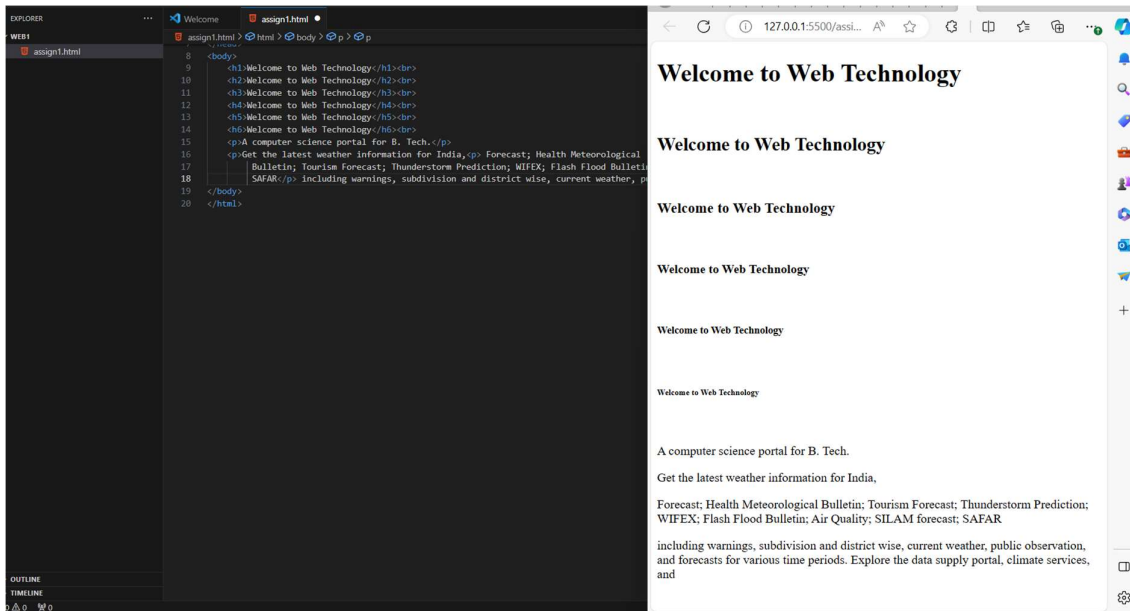 EXPLORER
WEB1
assign1.html
OUTLINE
TIMELINE
0 0
Welcome
assign1.html
assign1.html > html > body > p > p
8 <body>
9 <h1>Welcome to Web Technology</h1><br>
10 <h2>Welcome to Web Technology</h2><br>
11 <h3>Welcome to Web Technology</h3><br>
12 <h4>Welcome to Web Technology</h4><br>
13 <h5>Welcome to Web Technology</h5><br>
14 <h6>Welcome to Web Technology</h6><br>
15 <p>A computer science portal for B. Tech.</p>
16 <p>Get the latest weather information for India,<p> Forecast; Health Meteorological
17 Bulletin; Tourism Forecast; Thunderstorm Prediction; WIFEX; Flash Flood Bulleti
18 SAFAR</p> including warnings, subdivision and district wise, current weather, p
19 </body>
20 </html>
127.0.0.1:5500/assi...
Welcome to Web Technology
Welcome to Web Technology
Welcome to Web Technology
Welcome to Web Technology
Welcome to Web Technology
Welcome to Web Technology
A computer science portal for B. Tech.
Get the latest weather information for India,
Forecast; Health Meteorological Bulletin; Tourism Forecast; Thunderstorm Prediction;
WIFEX; Flash Flood Bulletin; Air Quality; SILAM forecast; SAFAR
including warnings, subdivision and district wise, current weather, public observation,
and forecasts for various time periods. Explore the data supply portal, climate services,
and